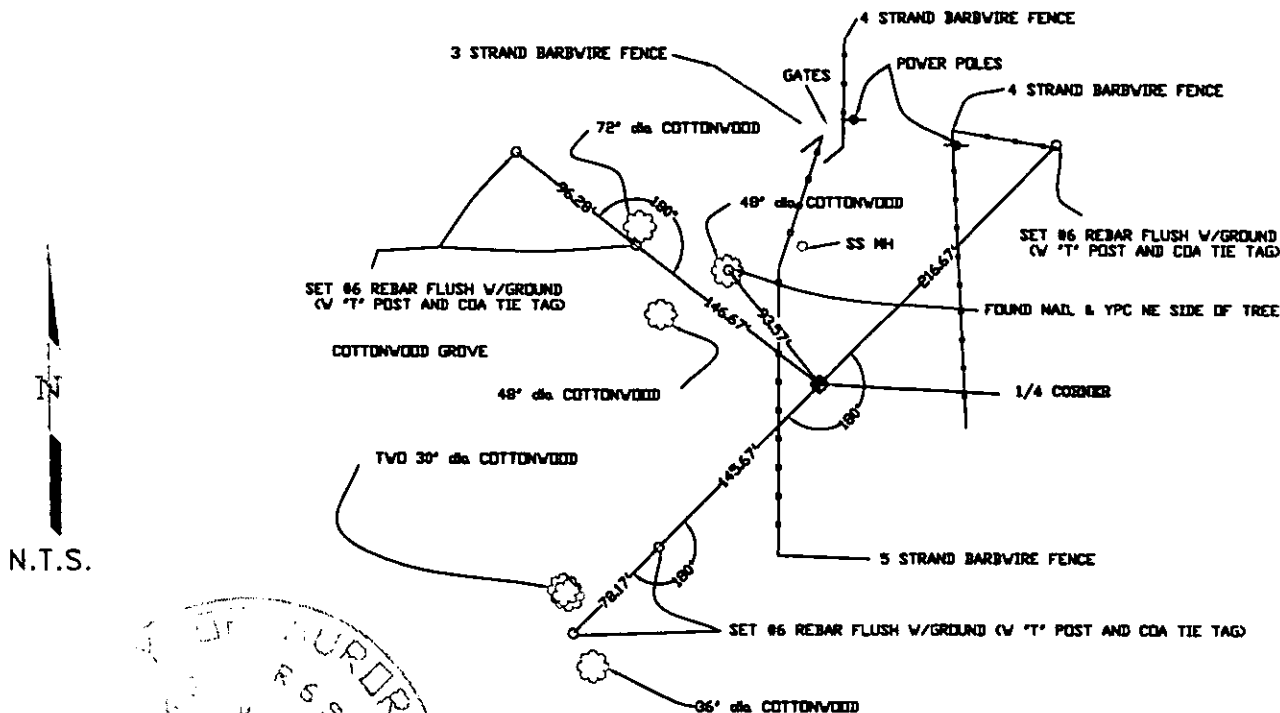 4 STRAND BARBWIRE FENCE
3 STRAND BARBWIRE FENCE
GATES
POWER POLES
4 STRAND BARBWIRE FENCE
72" dia COTTONWOOD
96.28'
180°
48" dia COTTONWOOD
SS MH
216.67'
SET #6 REBAR FLUSH W/GROUND
(W "T" POST AND COA TIE TAG)
SET #6 REBAR FLUSH W/GROUND
(W "T" POST AND COA TIE TAG)
146.67'
93.57'
FOUND NAIL & YPC NE SIDE OF TREE
COTTONWOOD GROVE
N
48" dia COTTONWOOD
1/4 CORNER
180°
TWO 30" dia COTTONWOOD
145.67'
N.T.S.
5 STRAND BARBWIRE FENCE
78.17'
180°
SET #6 REBAR FLUSH W/GROUND (W "T" POST AND COA TIE TAG)
36" dia COTTONWOOD
OF AUROR